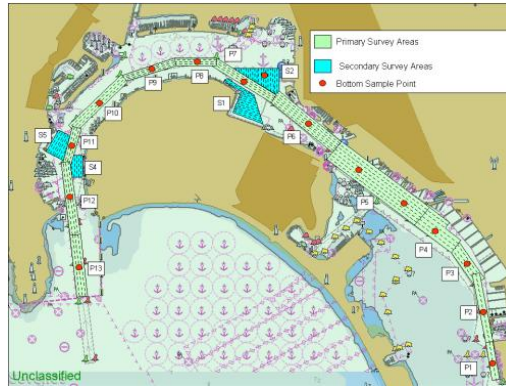 Primary Survey Areas
Secondary Survey Areas
Bottom Sample Point
P7
S2
P8
P9
S1
P10
P6
S5
P11
S4
P12
P5
P4
P13
P3
P2
P1
Unclassified